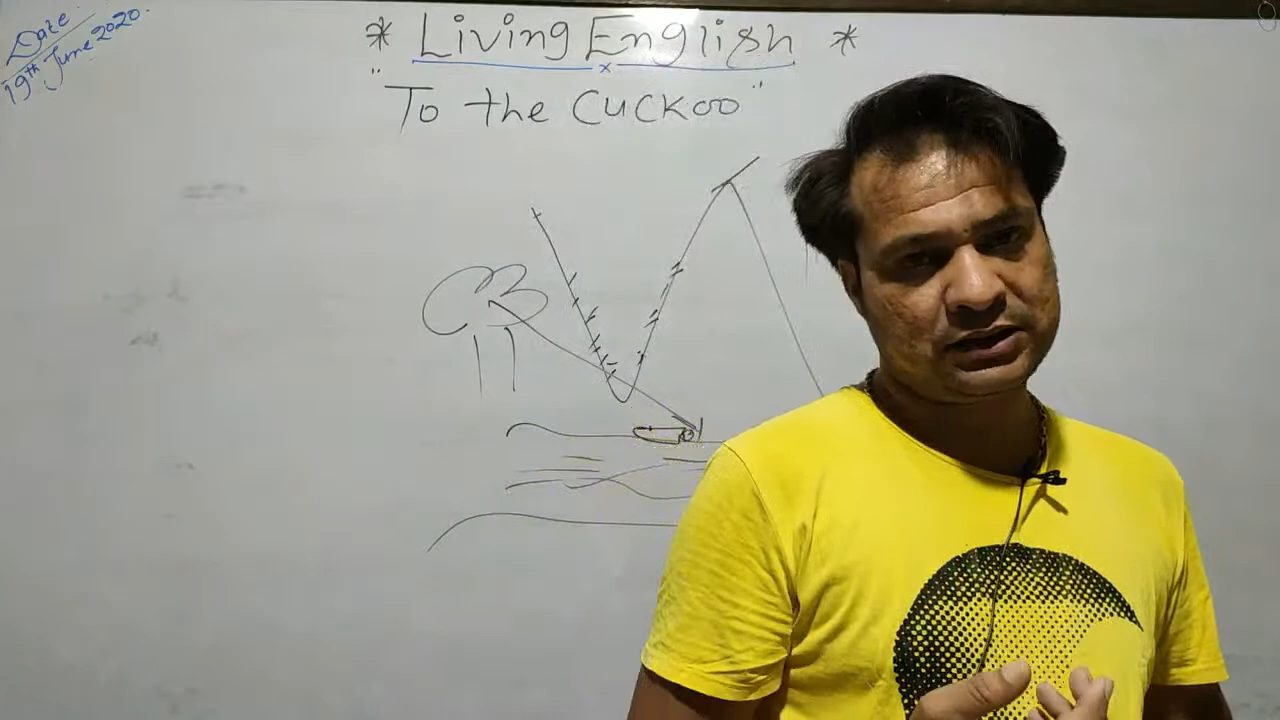 Date
19th June 2020.
* Living English *
"To the Cuckoo"